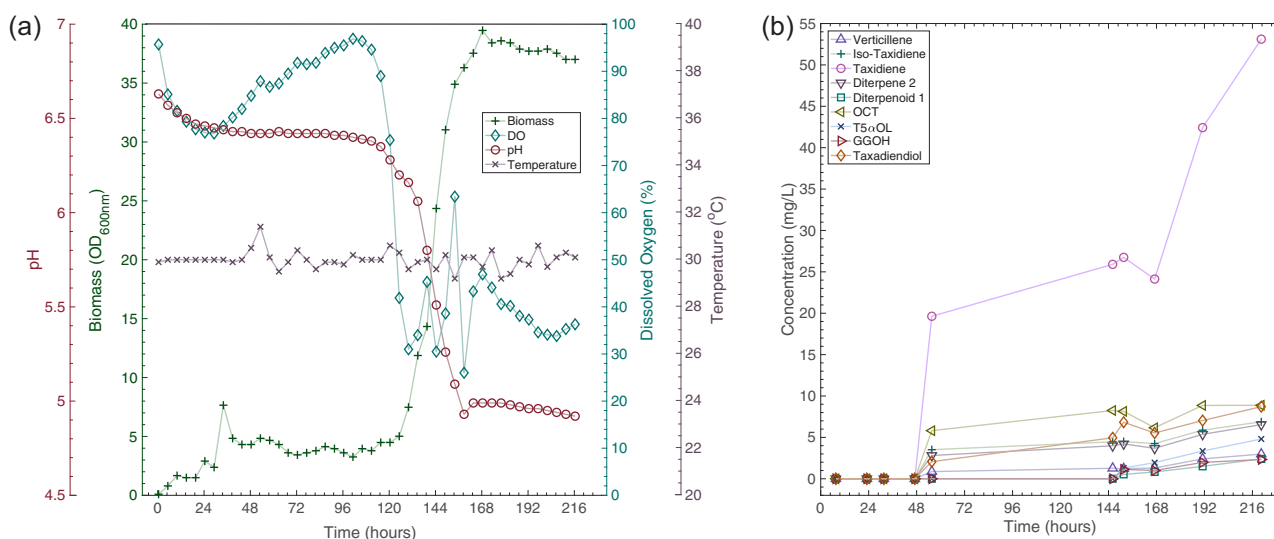 (a)
7
6.5
6
5.5
5
4.5
pH
40
35
30
25
20
15
10
5
0
Biomass (OD600nm)
Biomass
DO
pH
Temperature
0 24 48 72 96 120 144 168 192 216
Time (hours)
100
90
80
70
60
50
40
30
20
10
0
Dissolved Oxygen (%)
40
38
36
34
32
30
28
26
24
22
20
Temperature (°C)
(b)
55
50
45
40
35
30
25
20
15
10
5
0
Concentration (mg/L)
Verticillene
Iso-Taxidiene
Taxidiene
Diterpene 2
Diterpenoid 1
OCT
T5αOL
GGOH
Taxadiendiol
0 24 48 72 96 120 144 168 192 216
Time (hours)